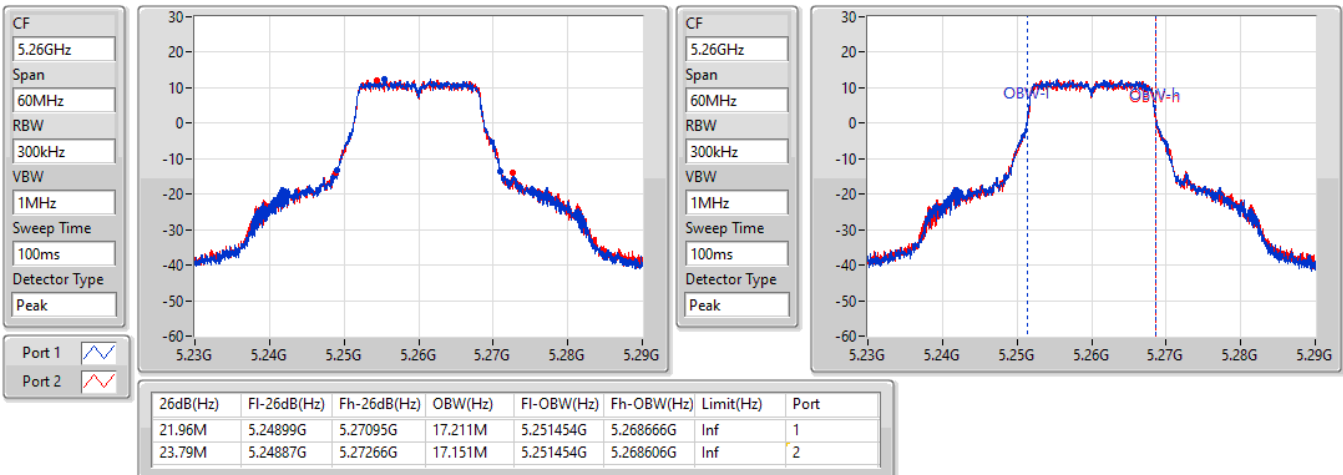 CF
5.26GHz
Span
60MHz
RBW
300kHz
VBW
1MHz
Sweep Time
100ms
Detector Type
Peak
Port 1
Port 2
30
20
10
0
-10
-20
-30
-40
-50
-60
5.23G 5.24G 5.25G 5.26G 5.27G 5.28G 5.29G
CF
5.26GHz
Span
60MHz
RBW
300kHz
VBW
1MHz
Sweep Time
100ms
Detector Type
Peak
30
20
10
0
-10
-20
-30
-40
-50
-60
OBW-l OBW-h
5.23G 5.24G 5.25G 5.26G 5.27G 5.28G 5.29G
26dB(Hz) Fl-26dB(Hz) Fh-26dB(Hz) OBW(Hz) Fl-OBW(Hz) Fh-OBW(Hz) Limit(Hz) Port
21.96M 5.24899G 5.27095G 17.211M 5.251454G 5.268666G Inf 1
23.79M 5.24887G 5.27266G 17.151M 5.251454G 5.268606G Inf 2